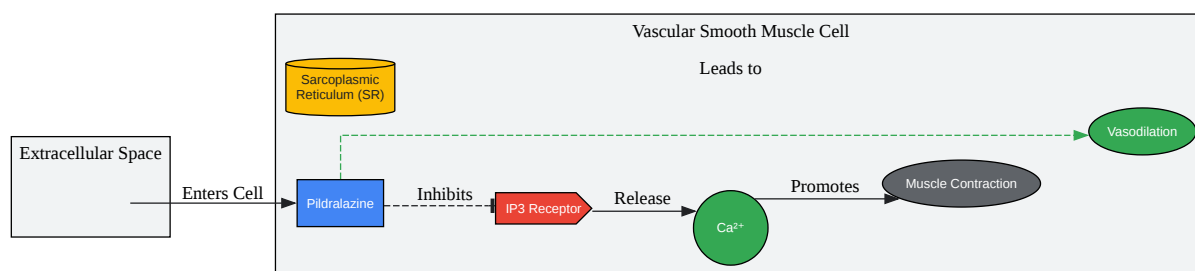 Vascular Smooth Muscle Cell
Leads to
Sarcoplasmic
Reticulum (SR)
Vasodilation
Extracellular Space
Enters Cell
Pildralazine
Inhibits
IP3 Receptor
Release
Ca²⁺
Promotes
Muscle Contraction